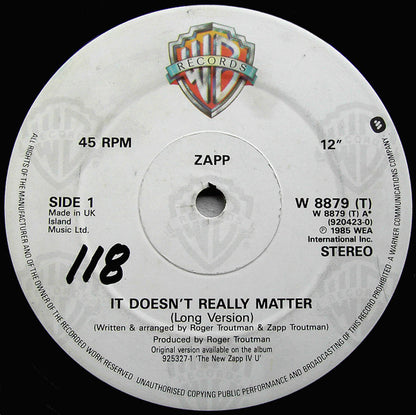 WB
RECORDS
45 RPM
12"
ZAPP
SIDE 1
Made in UK
Island
Music Ltd.
W 8879 (T)
W 8879 (T) A*
(920423-0)
℗ 1985 WEA
International Inc.
STEREO
118
IT DOESN'T REALLY MATTER
(Long Version)
(Written & arranged by Roger Troutman & Zapp Troutman)
Produced by Roger Troutman
Original version available on the album
925327-1 'The New Zapp IV U'
ALL RIGHTS OF THE MANUFACTURER AND OF THE OWNER OF THE RECORDED WORK RESERVED. UNAUTHORISED COPYING PUBLIC PERFORMANCE AND BROADCASTING OF THIS RECORD PROHIBITED. A WARNER COMMUNICATIONS COMPANY.